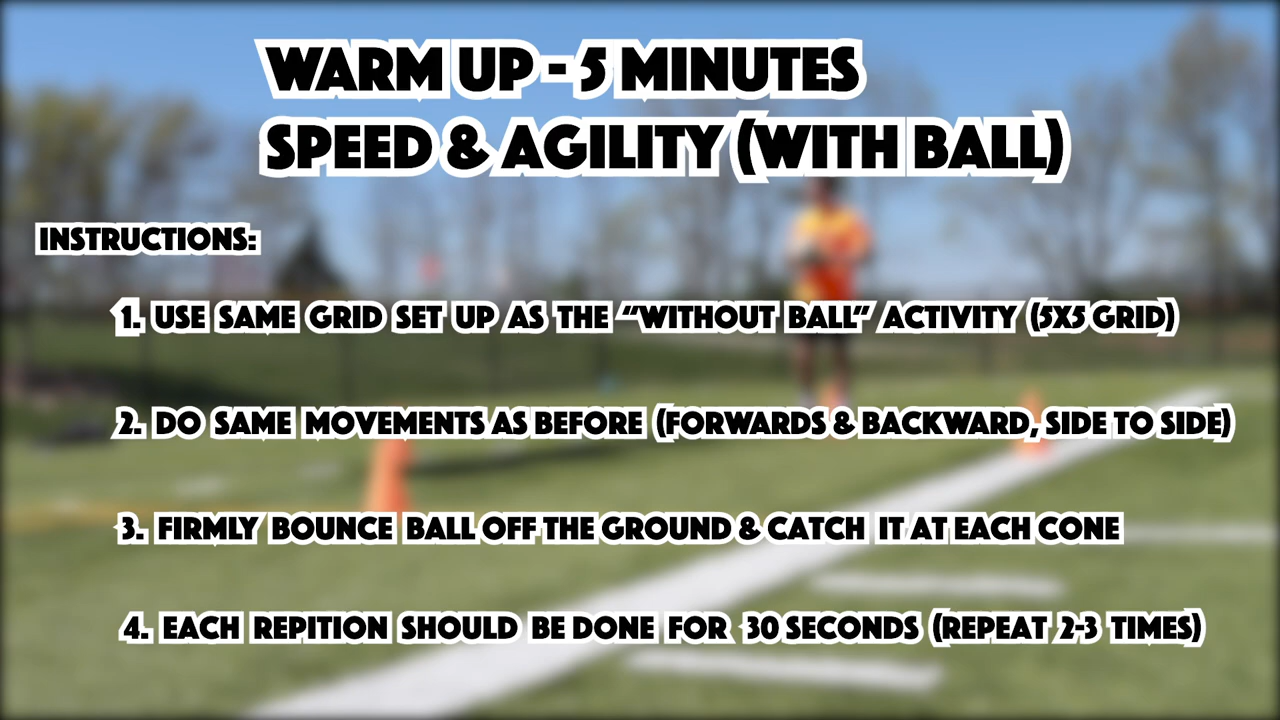 WARM UP - 5 MINUTES
SPEED & AGILITY (WITH BALL)
INSTRUCTIONS:
1. USE SAME GRID SET UP AS THE “WITHOUT BALL” ACTIVITY (5X5 GRID)
2. DO SAME MOVEMENTS AS BEFORE (FORWARDS & BACKWARD, SIDE TO SIDE)
3. FIRMLY BOUNCE BALL OFF THE GROUND & CATCH IT AT EACH CONE
4. EACH REPITION SHOULD BE DONE FOR 30 SECONDS (REPEAT 2-3 TIMES)